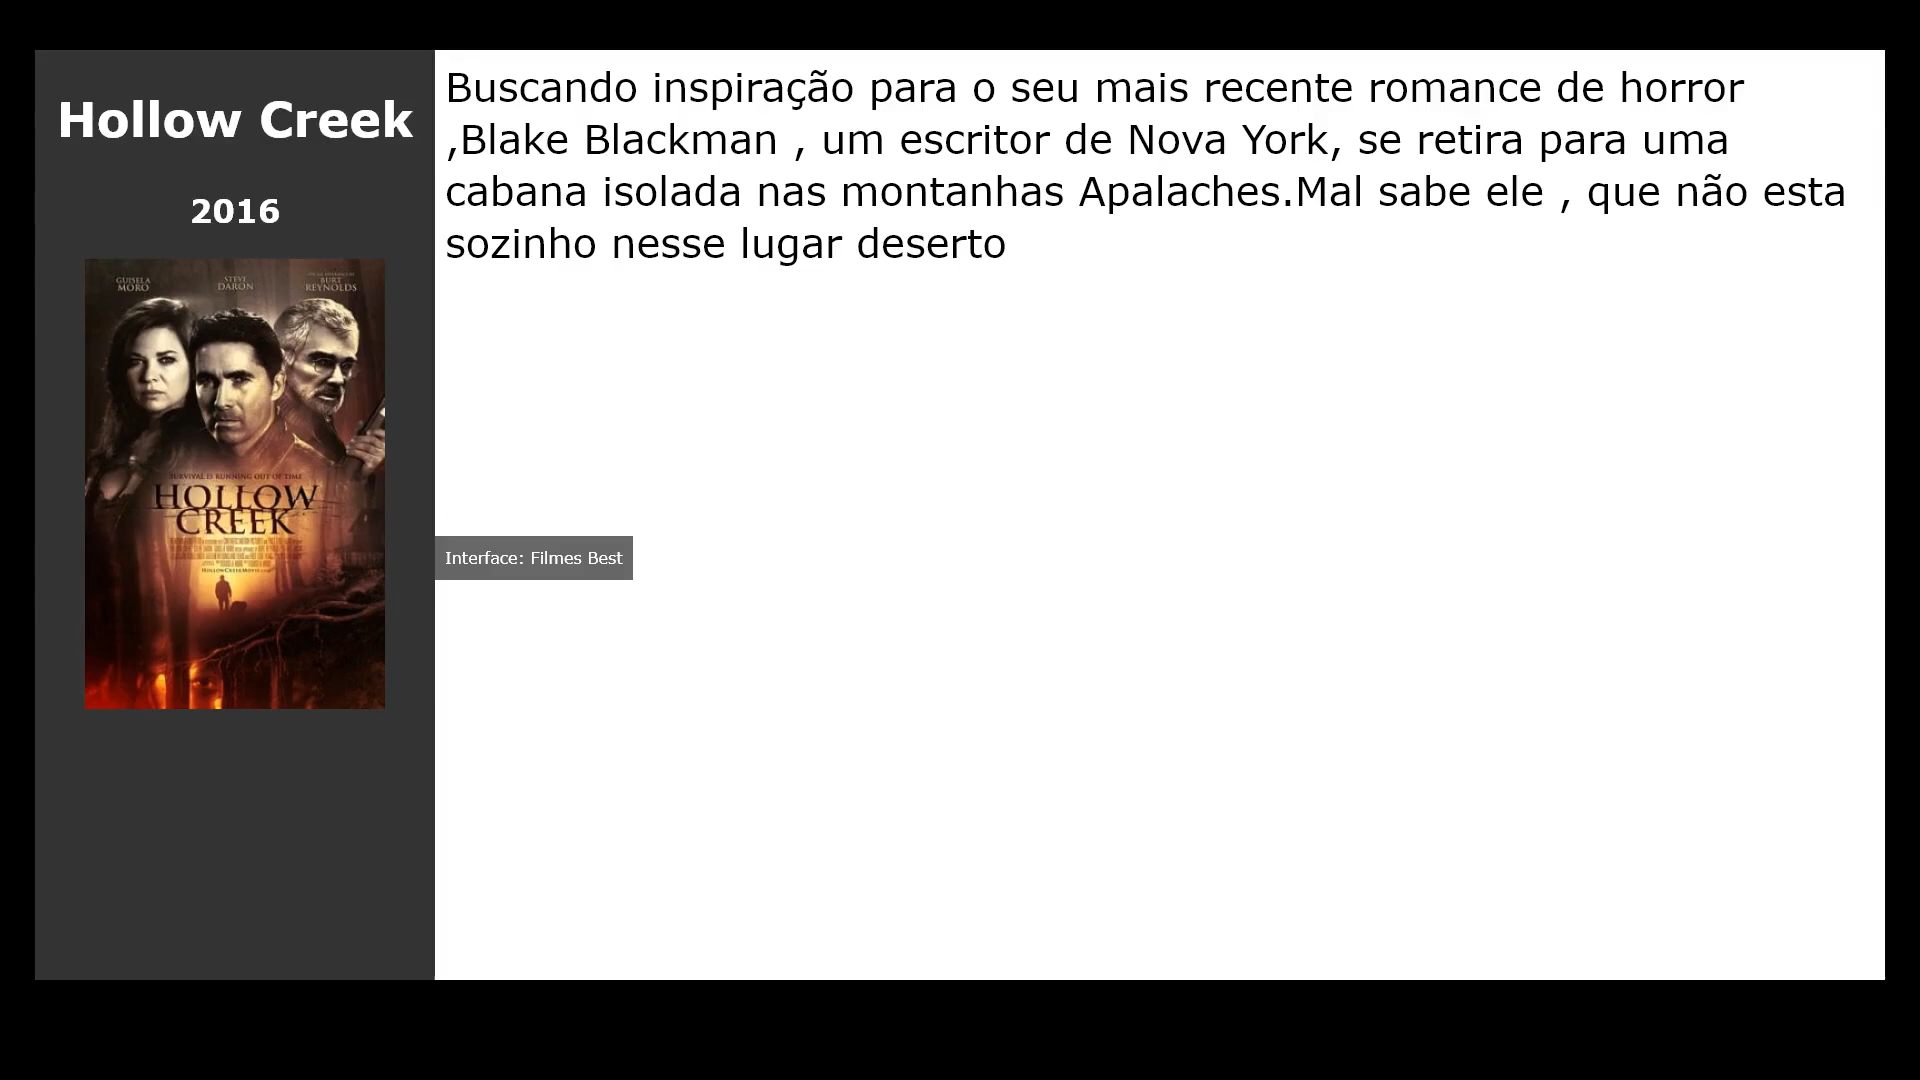 Hollow Creek
2016
GUISELA
MORO
STEVE
DARON
BURT
REYNOLDS
SURVIVAL IS RUNNING OUT OF TIME
HOLLOW
CREEK
HOLLOWCREEKMOVIE.COM
Buscando inspiração para o seu mais recente romance de horror
,Blake Blackman , um escritor de Nova York, se retira para uma
cabana isolada nas montanhas Apalaches.Mal sabe ele , que não esta
sozinho nesse lugar deserto
Interface: Filmes Best